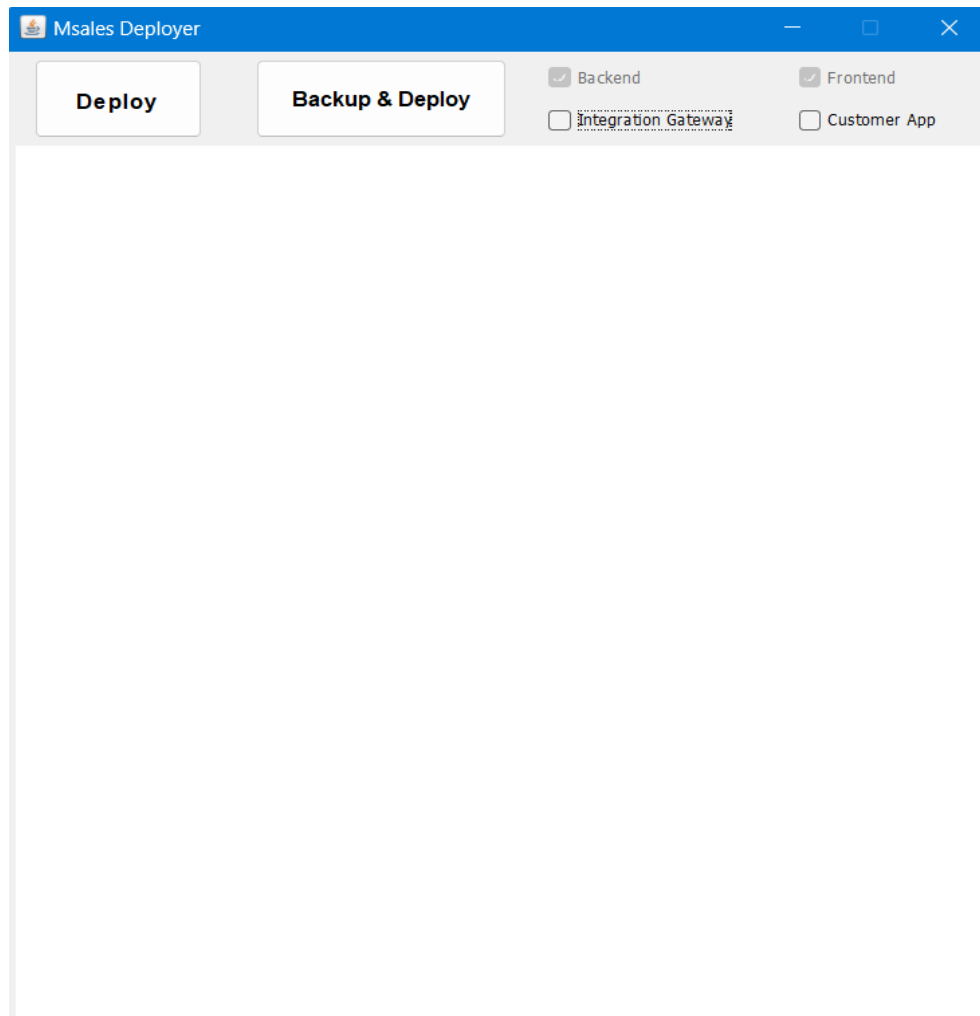 Msales Deployer
Deploy
Backup & Deploy
Backend
Frontend
Integration Gateway
Customer App